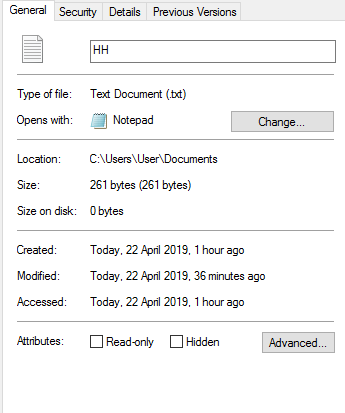 General Security Details Previous Versions
HH
Type of file: Text Document (.txt)
Opens with: Notepad Change...
Location: C:\Users\User\Documents
Size: 261 bytes (261 bytes)
Size on disk: 0 bytes
Created: Today, 22 April 2019, 1 hour ago
Modified: Today, 22 April 2019, 36 minutes ago
Accessed: Today, 22 April 2019, 1 hour ago
Attributes: Read-only Hidden Advanced...